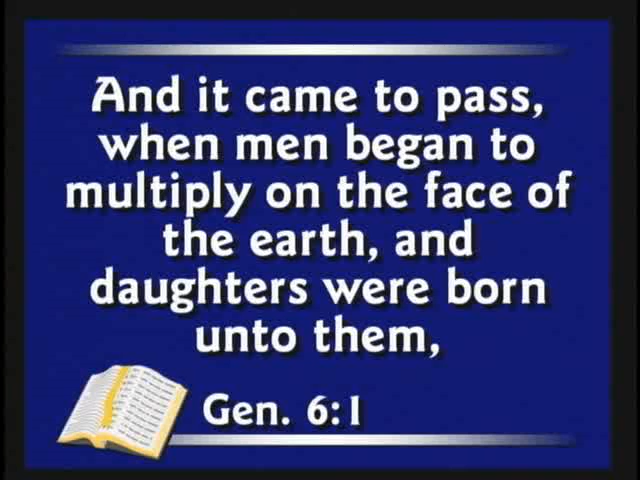 And it came to pass,
when men began to
multiply on the face of
the earth, and
daughters were born
unto them,
Gen. 6:1